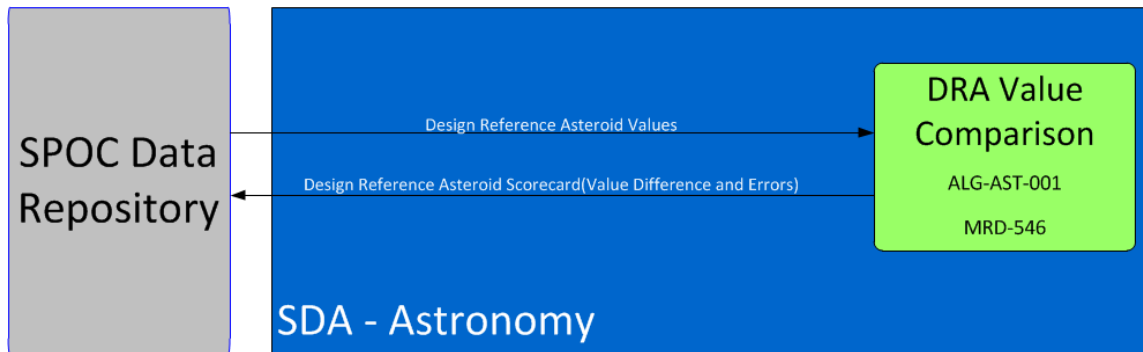 SPOC Data
Repository
Design Reference Asteroid Values
Design Reference Asteroid Scorecard(Value Difference and Errors)
DRA Value
Comparison
ALG-AST-001
MRD-546
SDA - Astronomy